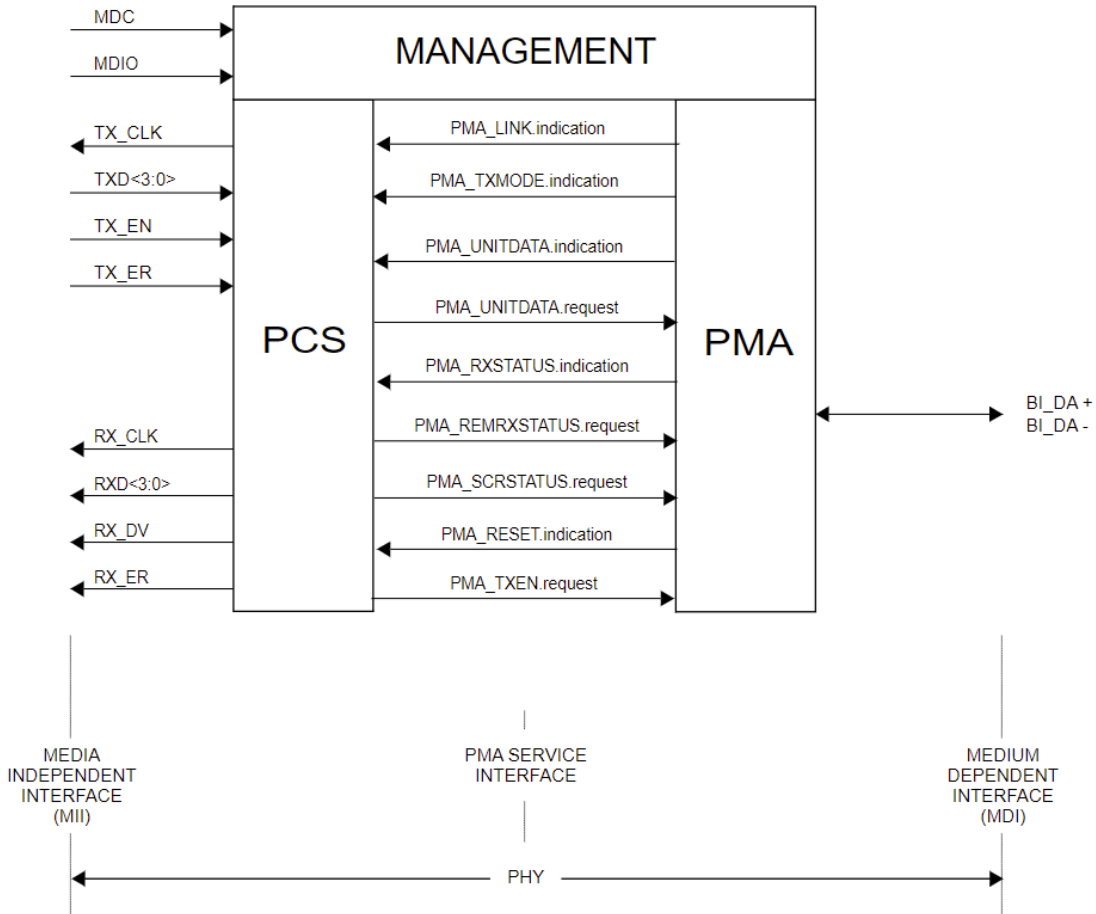 MDC
MANAGEMENT
MDIO
TX_CLK
PMA_LINK.indication
TXD<3:0>
PMA_TXMODE.indication
TX_EN
PMA_UNITDATA.indication
TX_ER
PMA_UNITDATA.request
PCS
PMA
PMA_RXSTATUS.indication
BI_DA +
BI_DA -
RX_CLK
PMA_REMRXSTATUS.request
RXD<3:0>
PMA_SCRSTATUS.request
RX_DV
PMA_RESET.indication
RX_ER
PMA_TXEN.request
MEDIA
INDEPENDENT
INTERFACE
(MII)
PMA SERVICE
INTERFACE
MEDIUM
DEPENDENT
INTERFACE
(MDI)
PHY